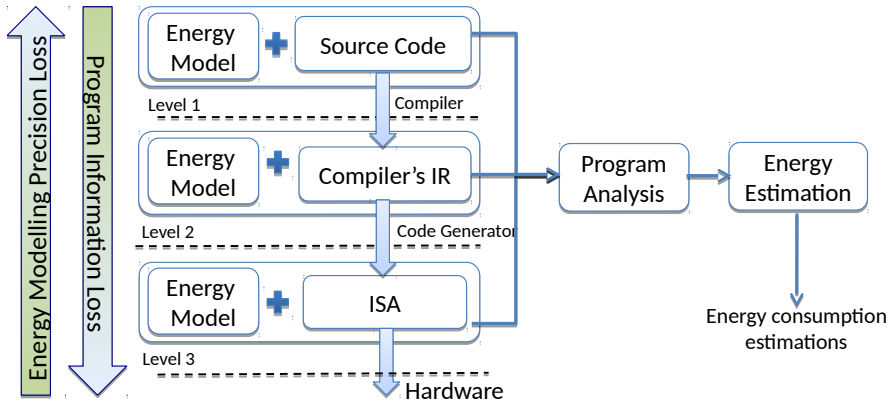 Energy Modelling Precision Loss
Program Information Loss
Energy
Model
Source Code
Level 1
Compiler
Energy
Model
Compiler’s IR
Level 2
Code Generator
Energy
Model
ISA
Level 3
Hardware
Program
Analysis
Energy
Estimation
Energy consumption
estimations